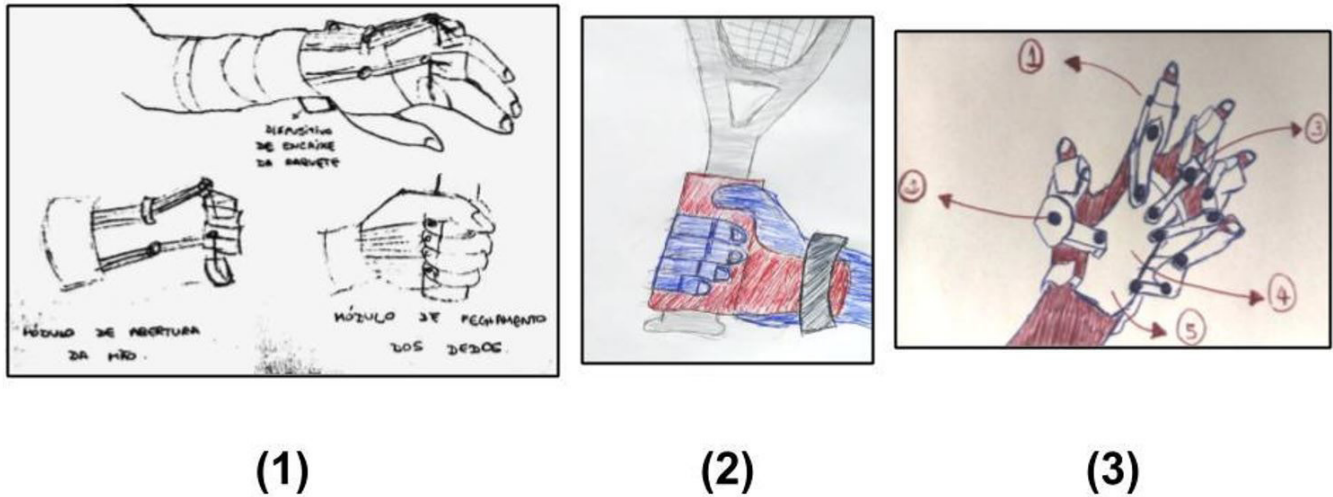 DISPOSITIVO
DE ENCAIXE
DA RAQUETE
MÓDULO DE ABERTURA
DA MÃO.
MÓDULO DE FECHAMENTO
DOS DEDOS.
1
2
3
4
5
(1) (2) (3)